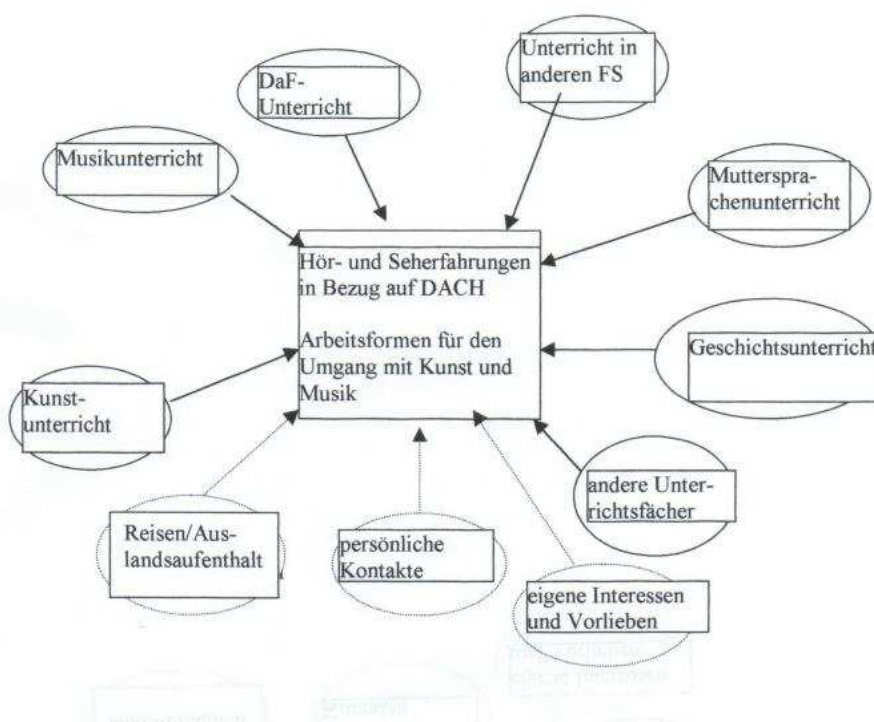 Unterricht in
anderen FS
DaF-
Unterricht
Musikunterricht
Mutterspra-
chenunterricht
Hör- und Seherfahrungen
in Bezug auf DACH
Arbeitsformen für den
Umgang mit Kunst und
Musik
Geschichtsunterricht
Kunst-
unterricht
andere Unter-
richtsfächer
Reisen/Aus-
landsaufenthalt
persönliche
Kontakte
eigene Interessen
und Vorlieben